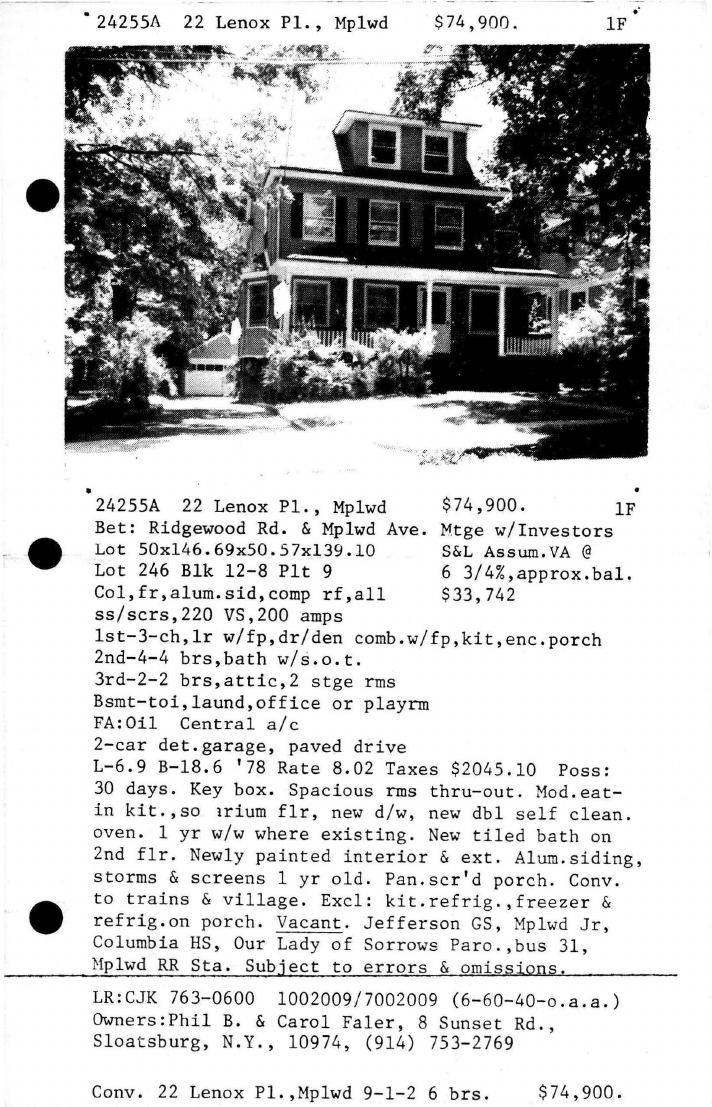 24255A 22 Lenox Pl., Mplwd $74,900. 1F
24255A 22 Lenox Pl., Mplwd $74,900. 1F
Bet: Ridgewood Rd. & Mplwd Ave. Mtge w/Investors
Lot 50x146.69x50.57x139.10 S&L Assum.VA @
Lot 246 Blk 12-8 Plt 9 6 3/4%,approx.bal.
Col,fr,alum.sid,comp rf,all $33,742
ss/scrs,220 VS,200 amps
1st-3-ch,lr w/fp,dr/den comb.w/fp,kit,enc.porch
2nd-4-4 brs,bath w/s.o.t.
3rd-2-2 brs,attic,2 stge rms
Bsmt-toi,laund,office or playrm
FA:Oil Central a/c
2-car det.garage, paved drive
L-6.9 B-18.6 '78 Rate 8.02 Taxes $2045.10 Poss:
30 days. Key box. Spacious rms thru-out. Mod.eat-
in kit.,so rium flr, new d/w, new dbl self clean.
oven. 1 yr w/w where existing. New tiled bath on
2nd flr. Newly painted interior & ext. Alum.siding,
storms & screens 1 yr old. Pan.scr'd porch. Conv.
to trains & village. Excl: kit.refrig.,freezer &
refrig.on porch. Vacant. Jefferson GS, Mplwd Jr,
Columbia HS, Our Lady of Sorrows Paro.,bus 31,
Mplwd RR Sta. Subject to errors & omissions.
LR:CJK 763-0600 1002009/7002009 (6-60-40-o.a.a.)
Owners:Phil B. & Carol Faler, 8 Sunset Rd.,
Sloatsburg, N.Y., 10974, (914) 753-2769
Conv. 22 Lenox Pl.,Mplwd 9-1-2 6 brs. $74,900.